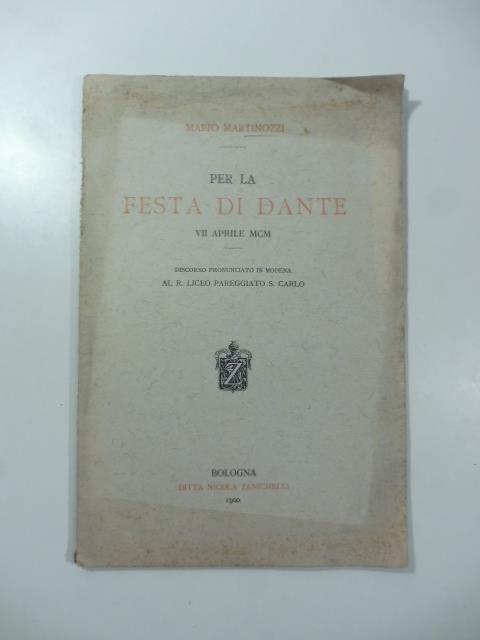 MARIO MARTINOZZI
PER LA
FESTA DI DANTE
VII APRILE MCM
DISCORSO PRONUNCIATO IN MODENA
AL R. LICEO PAREGGIATO S. CARLO
Z
BOLOGNA
DITTA NICOLA ZANICHELLI
1900